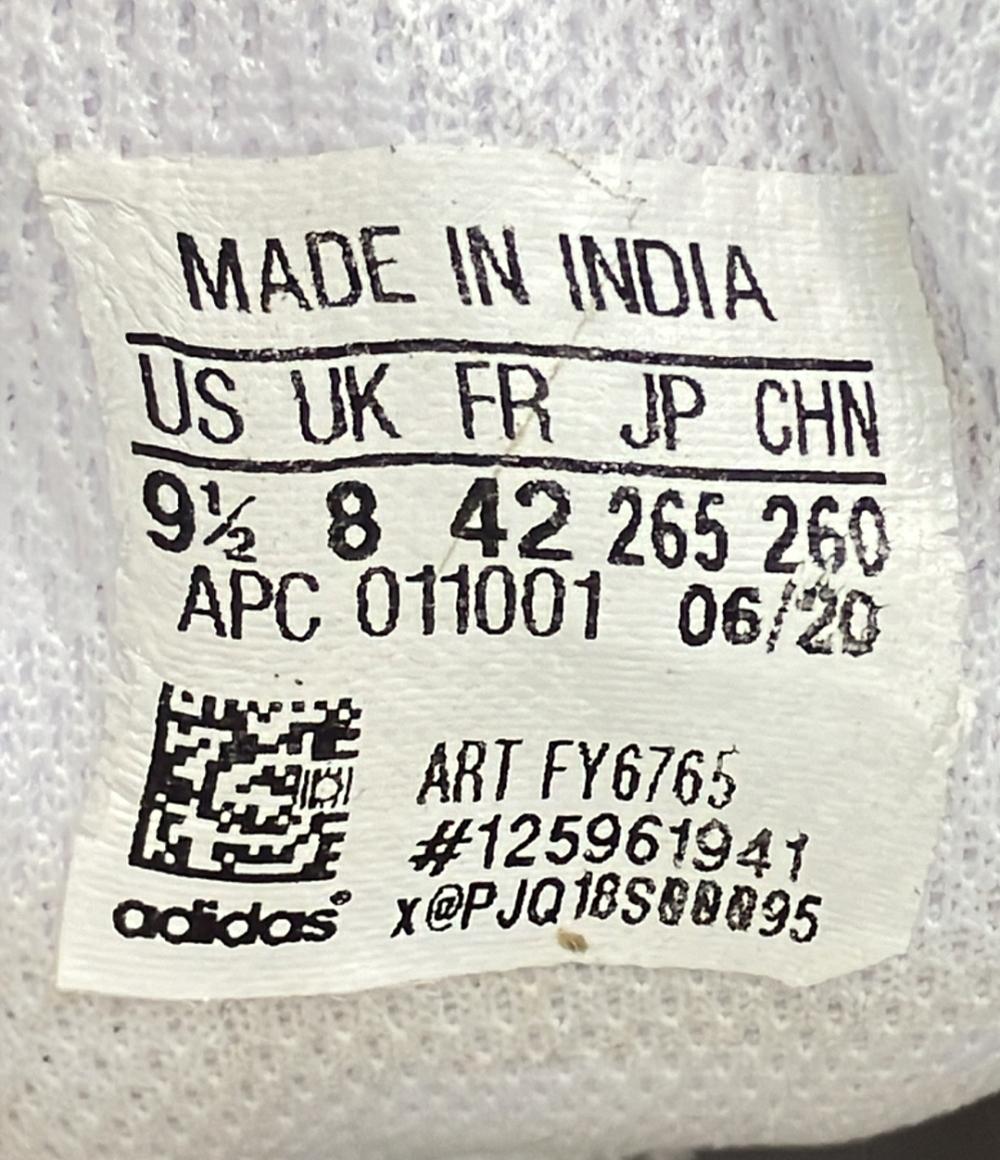 MADE IN INDIA
US UK FR JP CHN
9½ 8 42 265 260
APC 011001 06/20
ART FY6765
#125961941
x@PJQ18S00095
adidas®